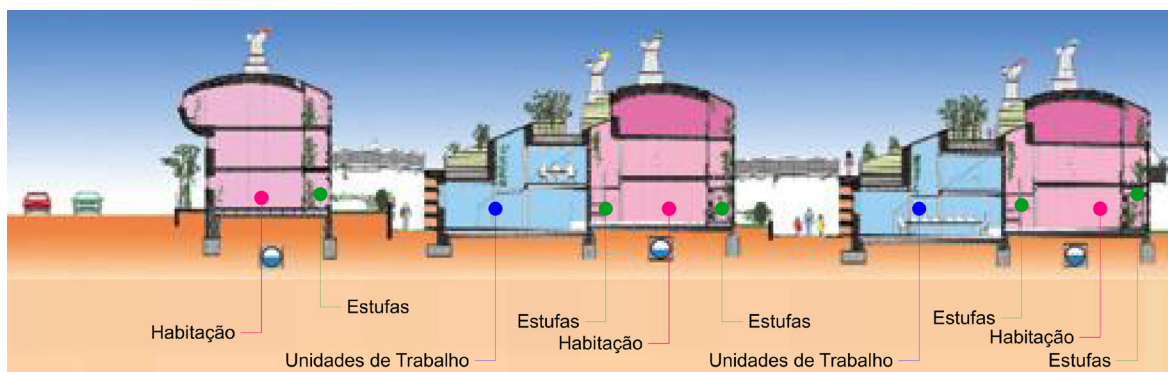 Estufas
Habitação
Unidades de Trabalho
Estufas
Habitação
Estufas
Unidades de Trabalho
Estufas
Habitação
Estufas